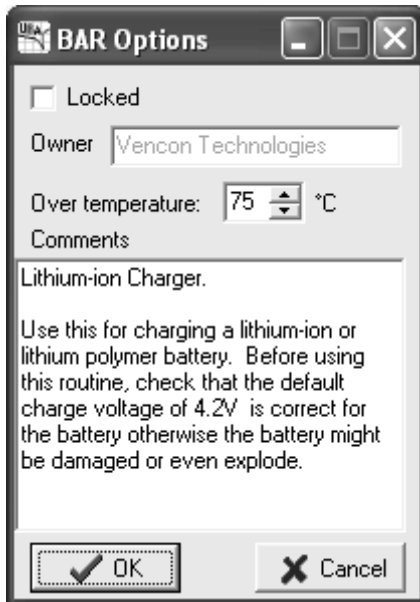 UBA BAR Options
Locked
Owner Vencon Technologies
Over temperature: 75 °C
Comments
Lithium-ion Charger.
Use this for charging a lithium-ion or
lithium polymer battery. Before using
this routine, check that the default
charge voltage of 4.2V is correct for
the battery otherwise the battery might
be damaged or even explode.
OK Cancel